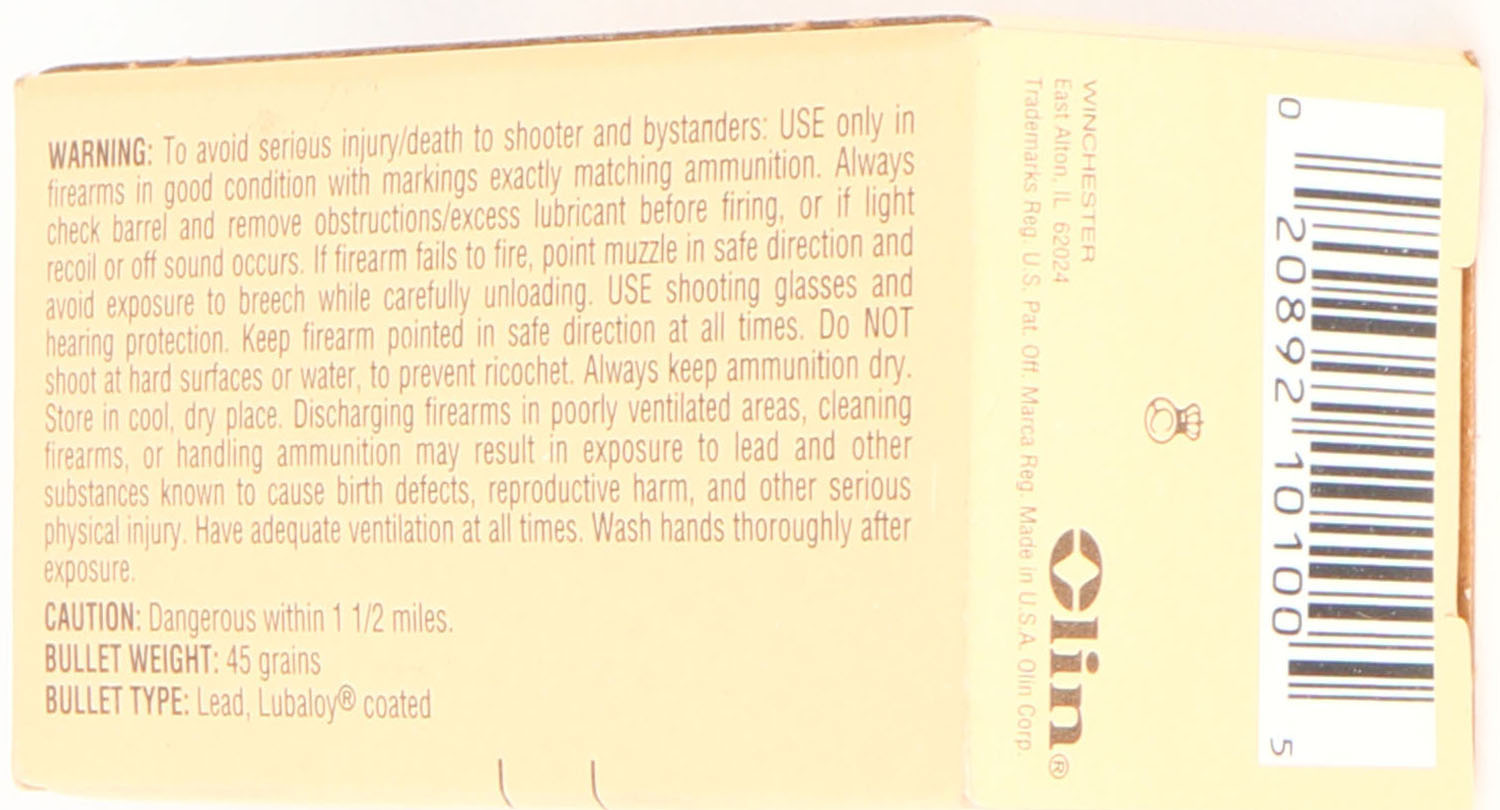 WARNING: To avoid serious injury/death to shooter and bystanders: USE only in
firearms in good condition with markings exactly matching ammunition. Always
check barrel and remove obstructions/excess lubricant before firing, or if light
recoil or off sound occurs. If firearm fails to fire, point muzzle in safe direction and
avoid exposure to breech while carefully unloading. USE shooting glasses and
hearing protection. Keep firearm pointed in safe direction at all times. Do NOT
shoot at hard surfaces or water, to prevent ricochet. Always keep ammunition dry.
Store in cool, dry place. Discharging firearms in poorly ventilated areas, cleaning
firearms, or handling ammunition may result in exposure to lead and other
substances known to cause birth defects, reproductive harm, and other serious
physical injury. Have adequate ventilation at all times. Wash hands thoroughly after
exposure.
CAUTION: Dangerous within 1 1/2 miles.
BULLET WEIGHT: 45 grains
BULLET TYPE: Lead, Lubaloy® coated
WINCHESTER
East Alton, IL 62024
Trademarks Reg. U.S. Pat. Off. Marca Reg. Made in U.S.A. Olin Corp.
Olin®
0 20892 10100 5